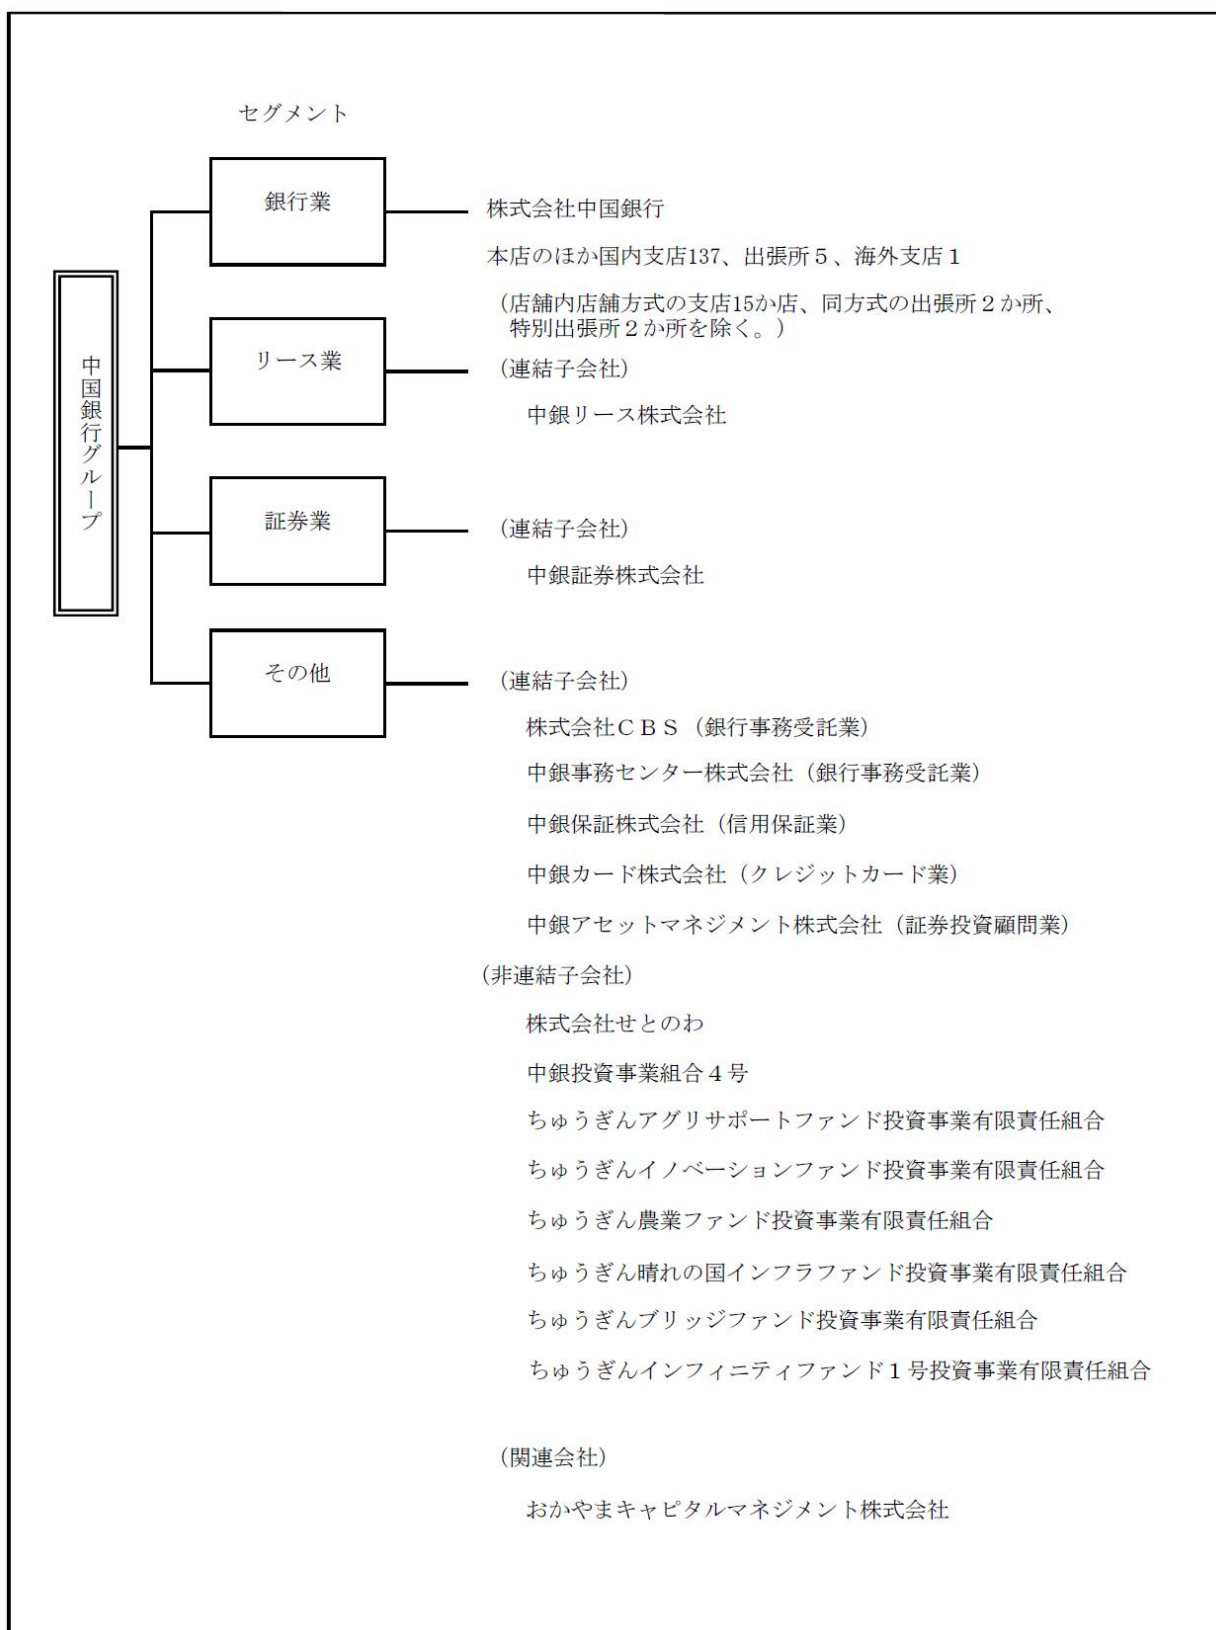 セグメント
銀行業
株式会社中国銀行
本店のほか国内支店137、出張所５、海外支店１
（店舗内店舗方式の支店15か店、同方式の出張所２か所、
特別出張所２か所を除く。）
中国銀行グループ
リース業
（連結子会社）
中銀リース株式会社
証券業
（連結子会社）
中銀証券株式会社
その他
（連結子会社）
株式会社ＣＢＳ（銀行事務受託業）
中銀事務センター株式会社（銀行事務受託業）
中銀保証株式会社（信用保証業）
中銀カード株式会社（クレジットカード業）
中銀アセットマネジメント株式会社（証券投資顧問業）
（非連結子会社）
株式会社せとのわ
中銀投資事業組合４号
ちゅうぎんアグリサポートファンド投資事業有限責任組合
ちゅうぎんイノベーションファンド投資事業有限責任組合
ちゅうぎん農業ファンド投資事業有限責任組合
ちゅうぎん晴れの国インフラファンド投資事業有限責任組合
ちゅうぎんブリッジファンド投資事業有限責任組合
ちゅうぎんインフィニティファンド１号投資事業有限責任組合
（関連会社）
おかやまキャピタルマネジメント株式会社